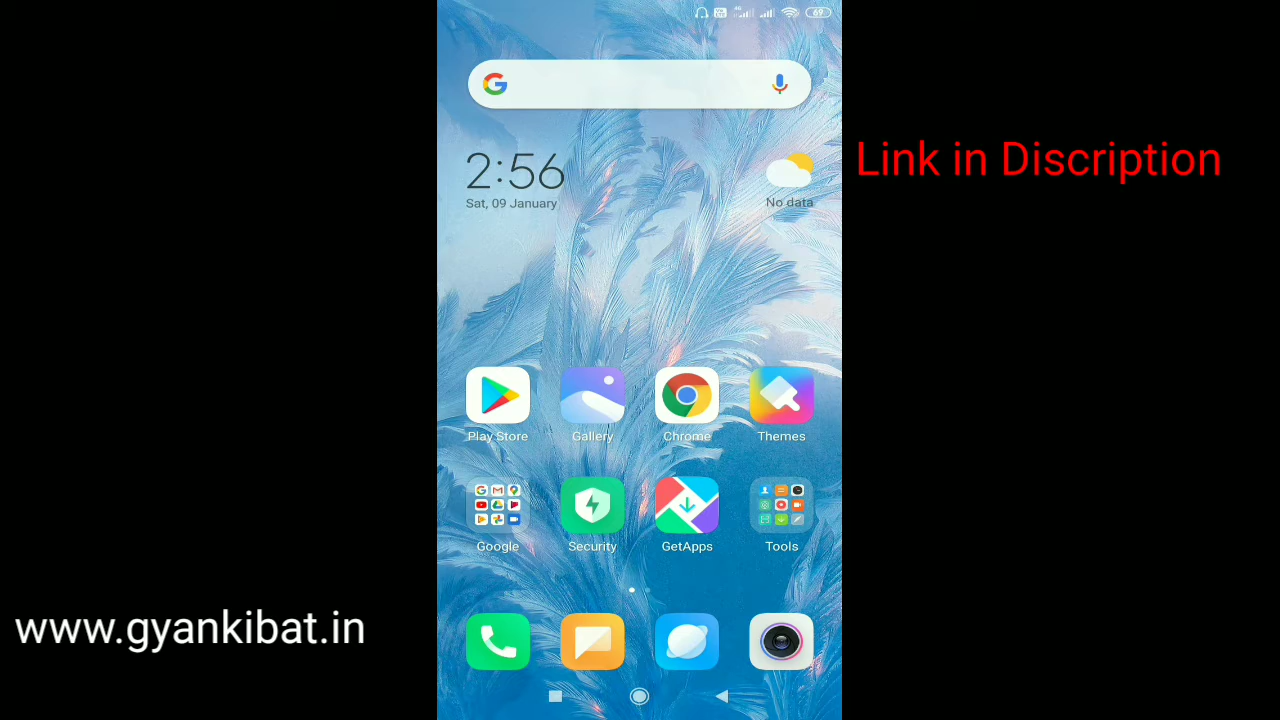 69
2:56
Sat, 09 January
No data
Link in Discription
Play Store
Gallery
Chrome
Themes
Google
Security
GetApps
Tools
www.gyankibat.in